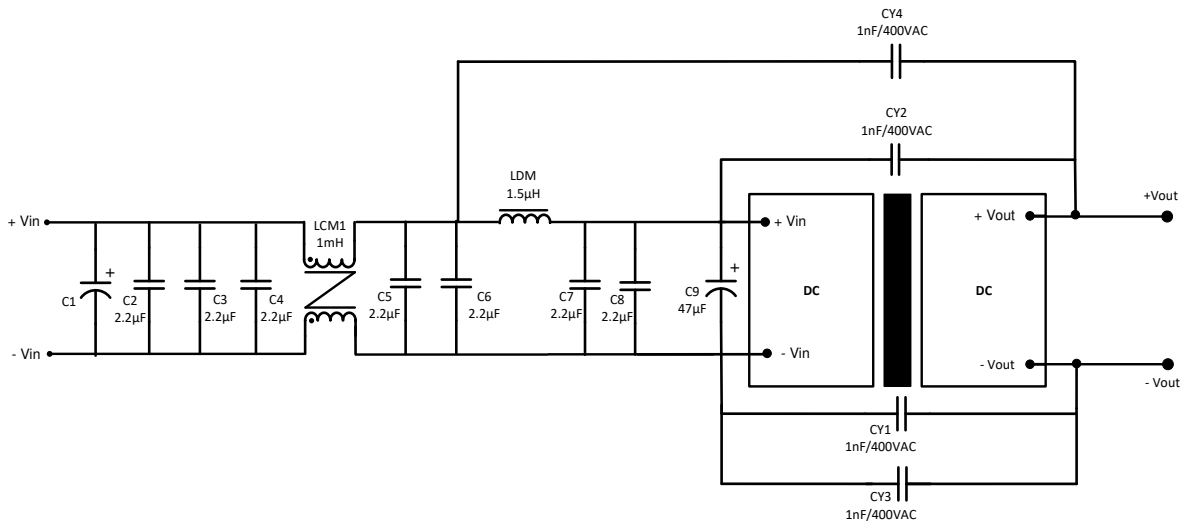 CY4
1nF/400VAC
CY2
1nF/400VAC
LDM
1.5µH
+Vout
+ Vin
LCM1
1mH
+ Vin
+ Vout
+
+
C1
C2
2.2µF
C3
2.2µF
C4
2.2µF
C5
2.2µF
C6
2.2µF
C7
2.2µF
C8
2.2µF
C9
47µF
DC
DC
- Vin
- Vin
- Vout
- Vout
CY1
1nF/400VAC
CY3
1nF/400VAC